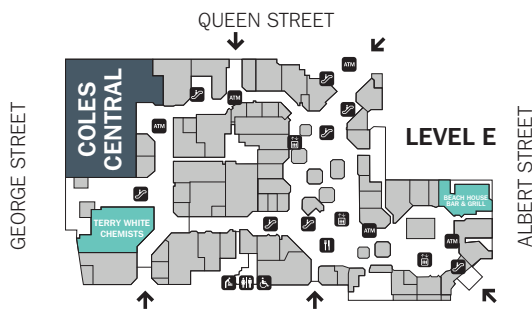 QUEEN STREET
GEORGE STREET
COLES
CENTRAL
ATM
ATM
ATM
LEVEL E
ALBERT STREET
BEACH HOUSE
BAR & GRILL
TERRY WHITE
CHEMISTS
ATM
ATM